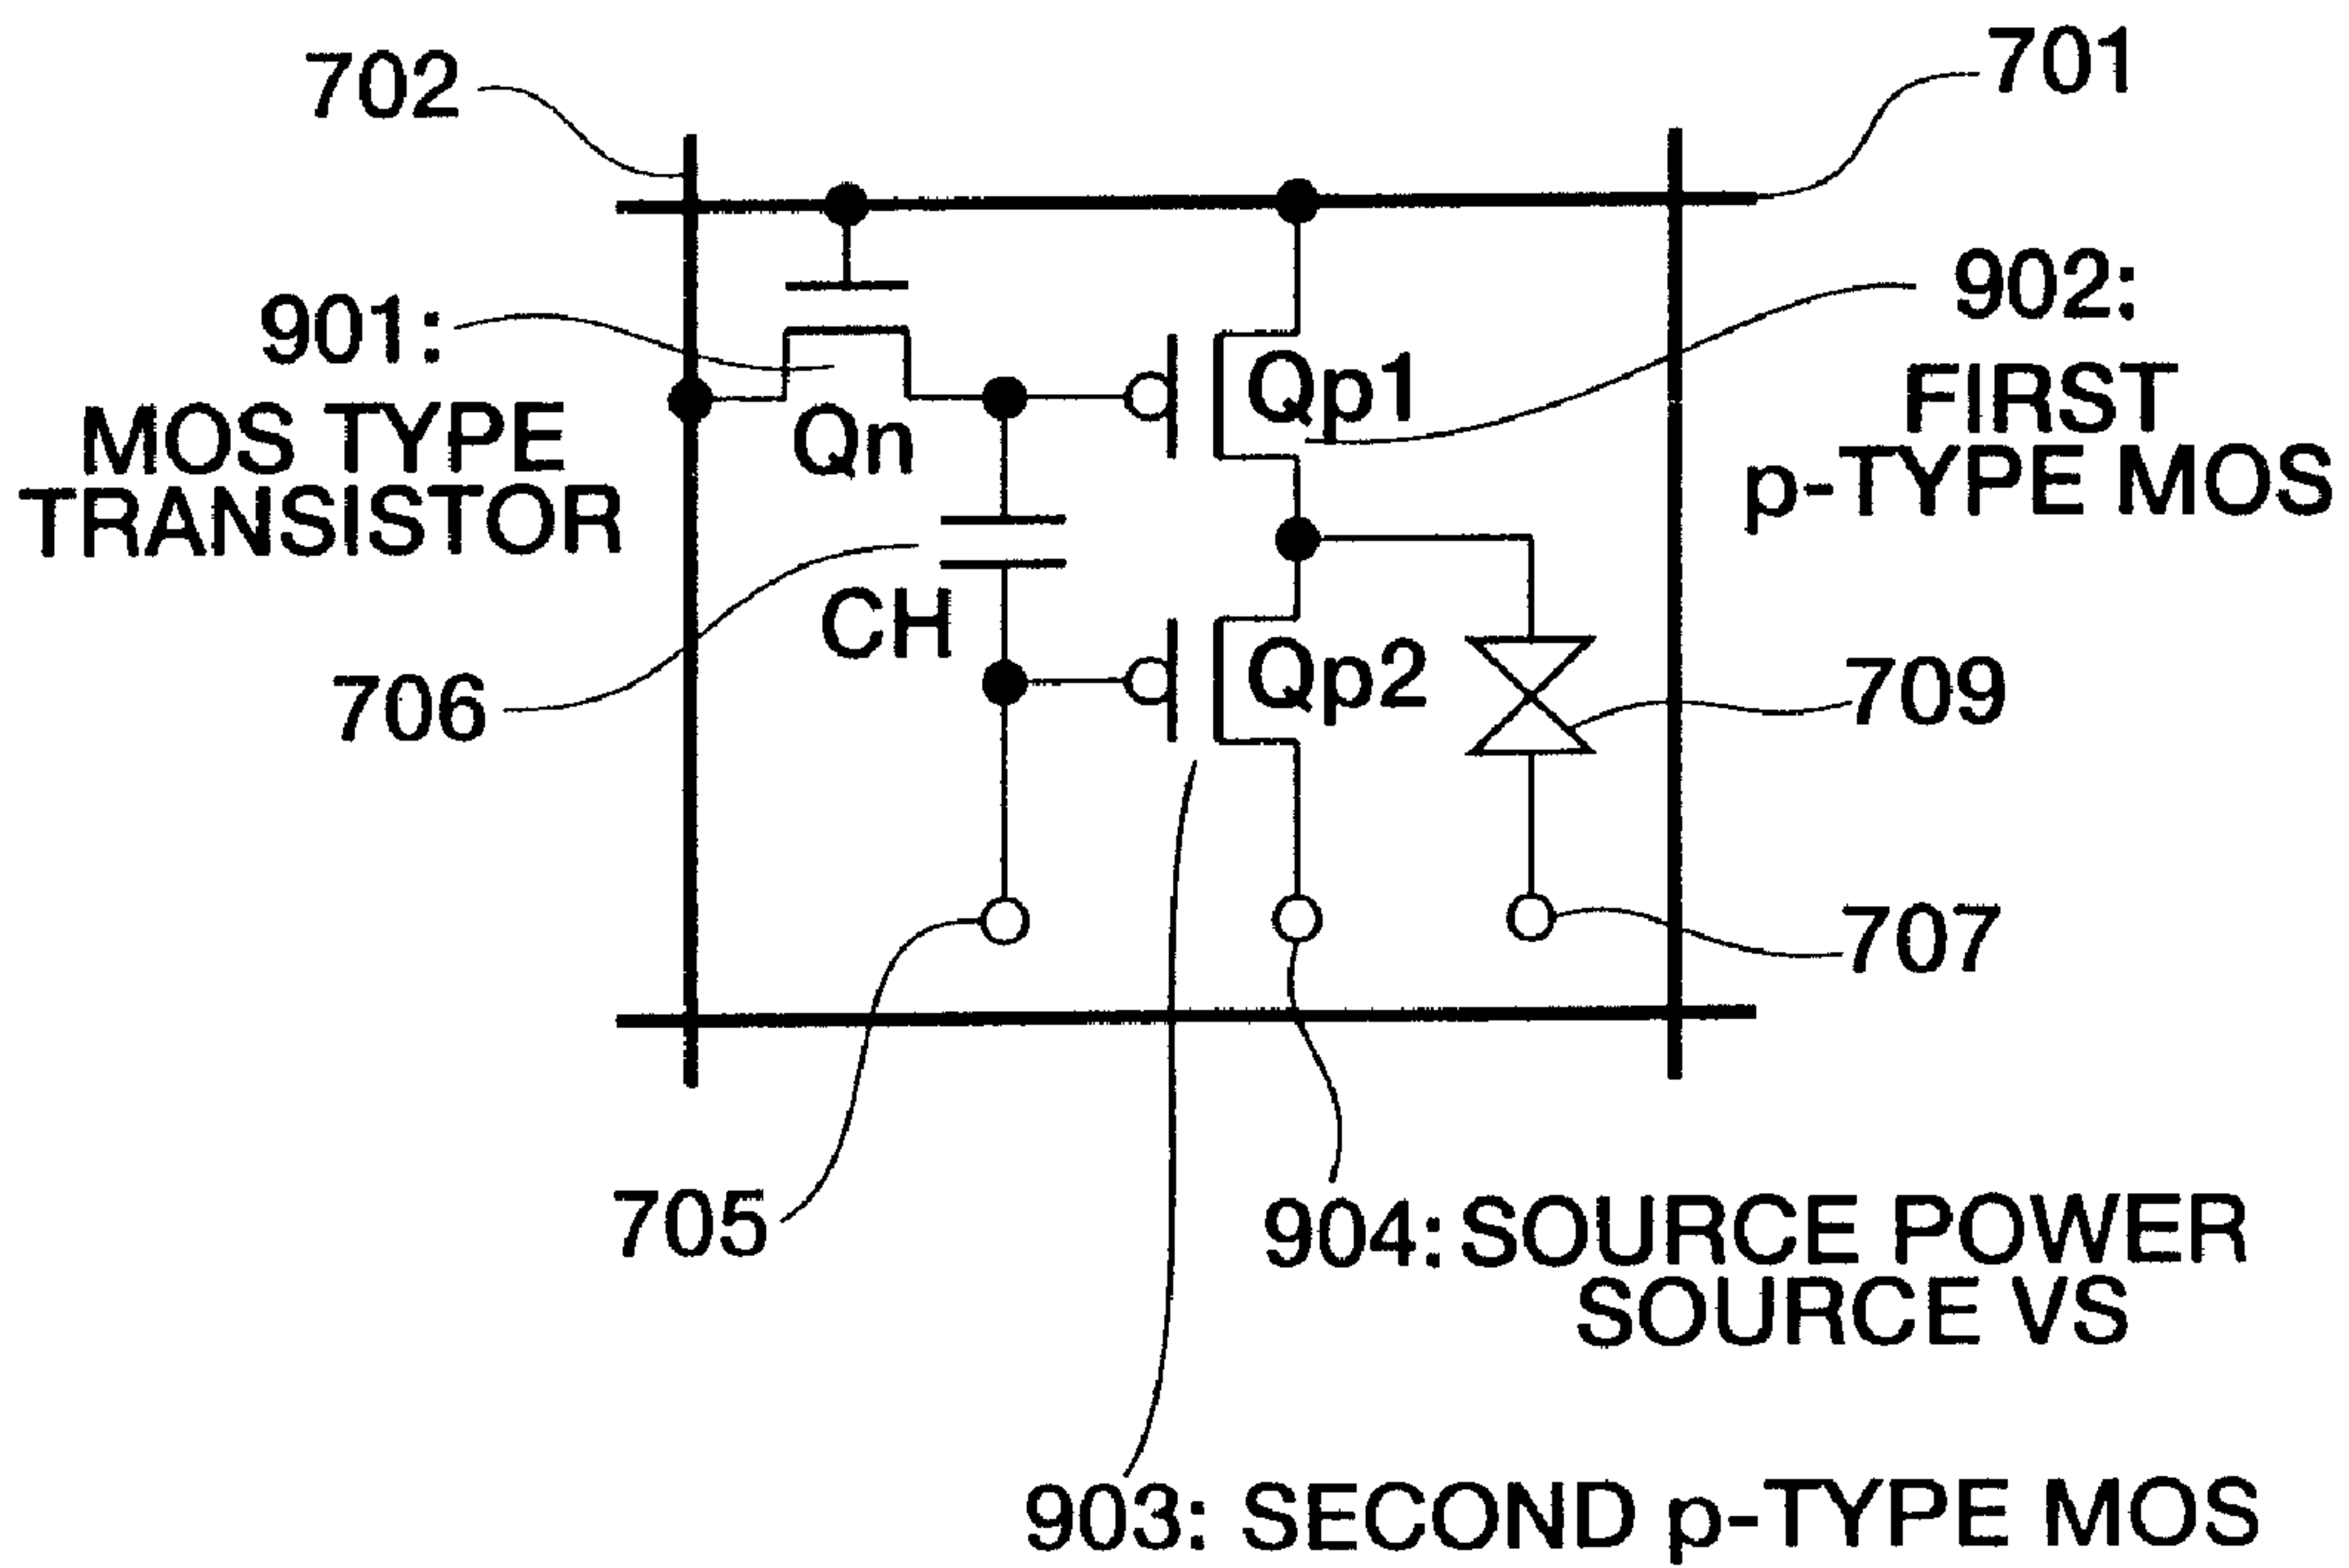 702
701
901:
MOS TYPE
TRANSISTOR
Qn
Qp1
902:
FIRST
p-TYPE MOS
CH
Qp2
706
709
707
705
904: SOURCE POWER
SOURCE VS
903: SECOND p-TYPE MOS